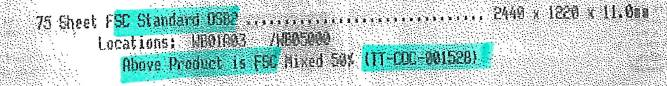 75 Sheet FSC Standard OSB2 ................................ 2440 x 1220 x 11.0mm
Locations: WB01A03 /WB05000
Above Product is FSC Mixed 50% (TT-COC-001528)